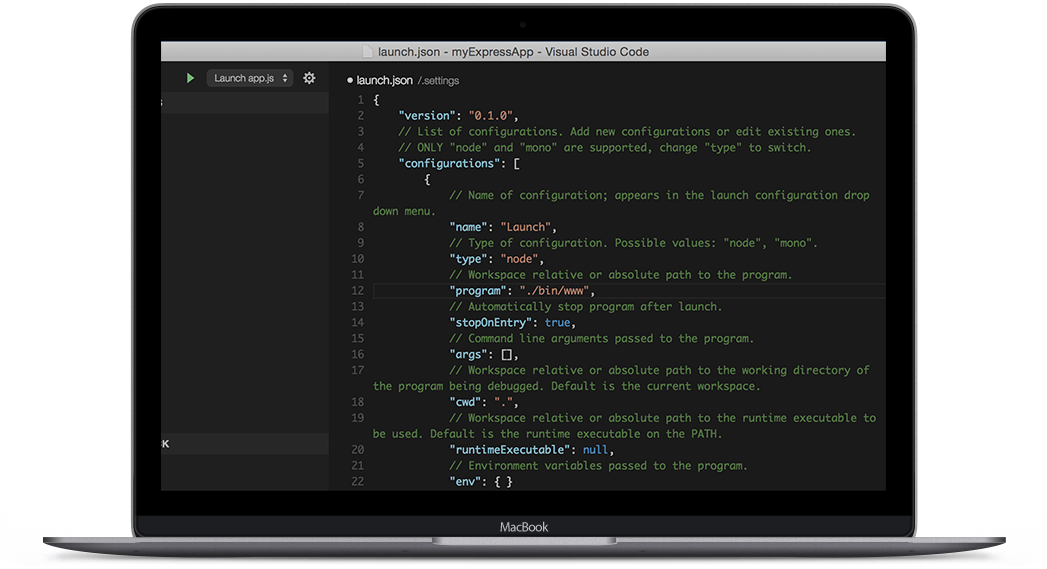 launch.json - myExpressApp - Visual Studio Code
Launch app.js
launch.json /.settings
1 {
2 "version": "0.1.0",
3 // List of configurations. Add new configurations or edit existing ones.
4 // ONLY "node" and "mono" are supported, change "type" to switch.
5 "configurations": [
6 {
7 // Name of configuration; appears in the launch configuration drop
down menu.
8 "name": "Launch",
9 // Type of configuration. Possible values: "node", "mono".
10 "type": "node",
11 // Workspace relative or absolute path to the program.
12 "program": "./bin/www",
13 // Automatically stop program after launch.
14 "stopOnEntry": true,
15 // Command line arguments passed to the program.
16 "args": [],
17 // Workspace relative or absolute path to the working directory of
the program being debugged. Default is the current workspace.
18 "cwd": ".",
19 // Workspace relative or absolute path to the runtime executable to
be used. Default is the runtime executable on the PATH.
20 "runtimeExecutable": null,
21 // Environment variables passed to the program.
22 "env": { }
MacBook